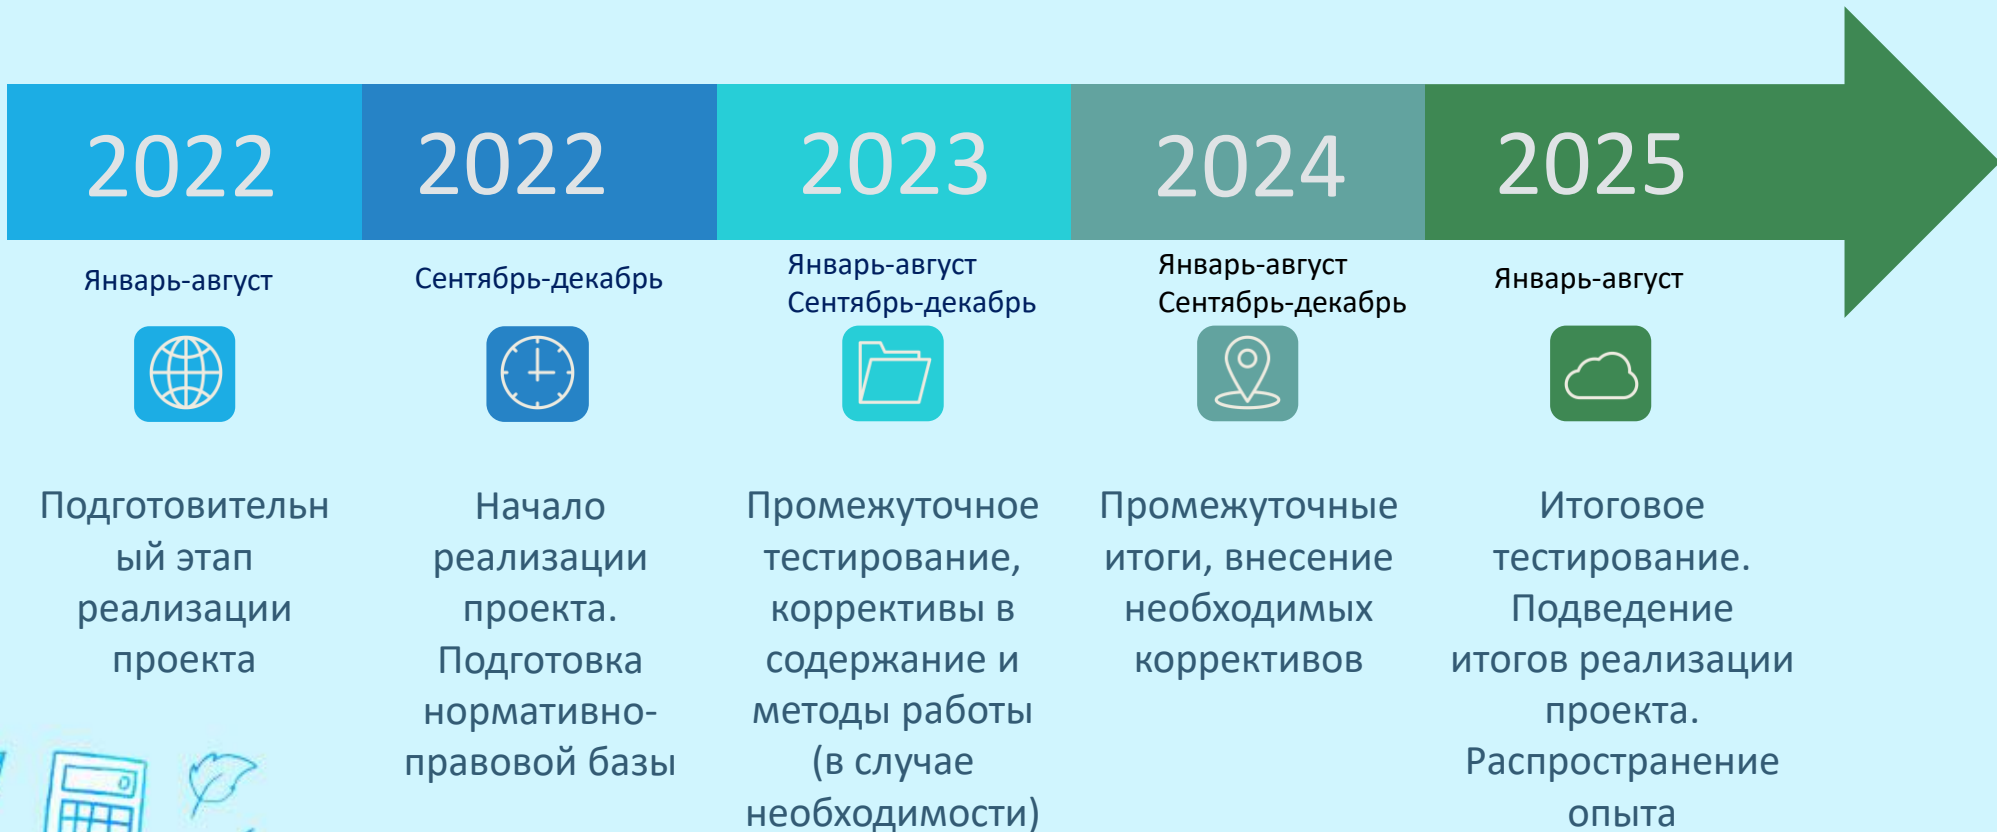 2022
2022
2023
2024
2025
Январь-август
Сентябрь-декабрь
Январь-август
Сентябрь-декабрь
Январь-август
Сентябрь-декабрь
Январь-август
Подготовительн
ый этап
реализации
проекта
Начало
реализации
проекта.
Подготовка
нормативно-
правовой базы
Промежуточное
тестирование,
коррективы в
содержание и
методы работы
(в случае
необходимости)
Промежуточные
итоги, внесение
необходимых
коррективов
Итоговое
тестирование.
Подведение
итогов реализации
проекта.
Распространение
опыта